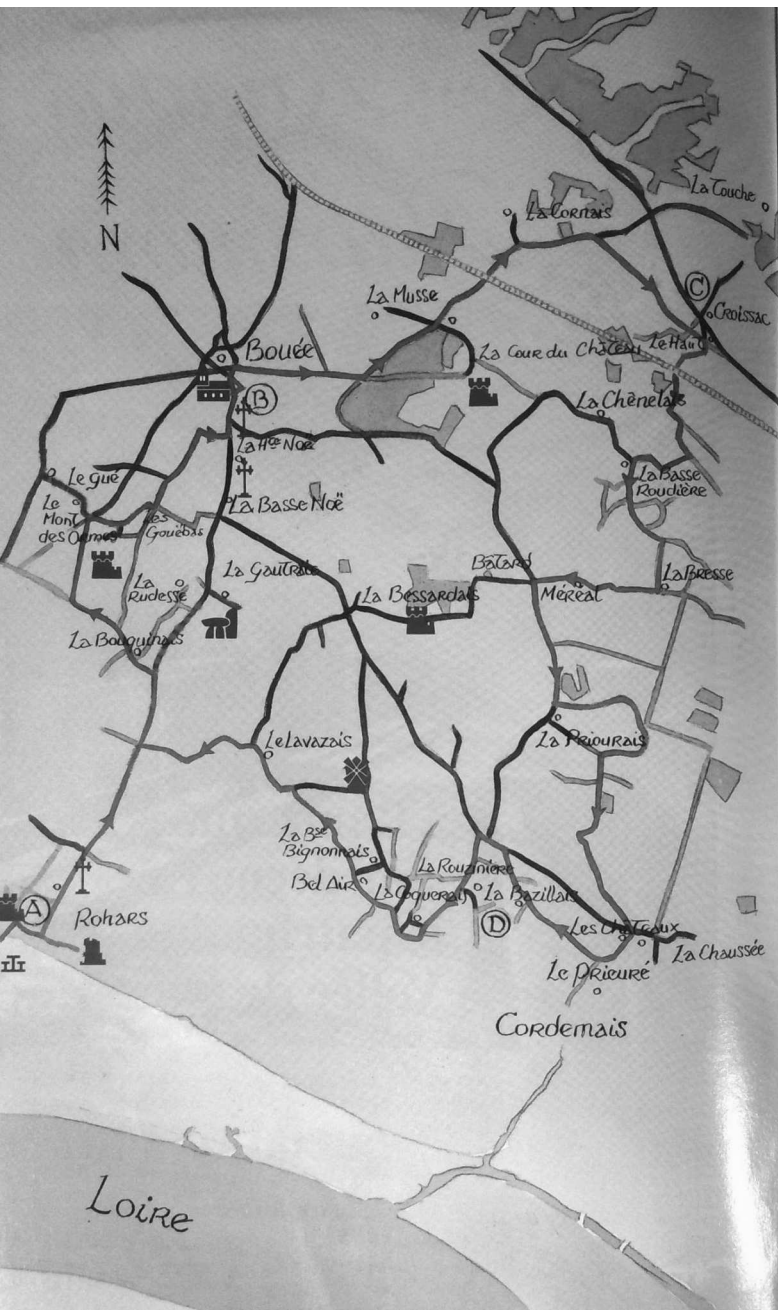 La Touche
La Cornais
N
C
La Musse
Croissac
Bouée
Le Haut
La Cour du Château
B
La Chênelais
La Hte Noë
Le Gué
La Basse
Roudière
Le
Mont
des Ormes
Les
Gouëbas
La Basse Noë
La Gautrais
Bâtard
La
Rudesse
La Bessardais
Méréal
La Bresse
La Bouquinais
Le Lavazais
La Priourais
La Bse
Bignonnais
La Rouzinière
Bel Air
La Coquerais
La Bazillais
A
Rohars
D
Les Châteaux
La Chaussée
Le Prieuré
Cordemais
Loire